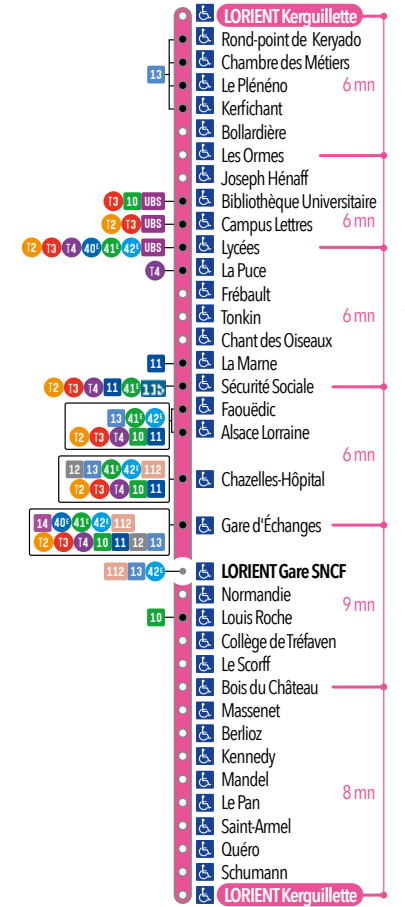 LORIENT Kerguillette
Rond-point de Keryado
Chambre des Métiers
13
Le Plénéno
6 mn
Kerfichant
Bollardière
Les Ormes
Joseph Hénaff
T3 10 UBS
Bibliothèque Universitaire
T2 T3 UBS
Campus Lettres
6 mn
T2 T3 T4 40E 41E 42E UBS
Lycées
T4
La Puce
Frébault
Tonkin
6 mn
Chant des Oiseaux
11
La Marne
T2 T3 T4 11 41E
Sécurité Sociale
13 41E 42E
Faouëdic
T2 T3 T4 10 11
Alsace Lorraine
6 mn
12 13 41E 42E 112
T2 T3 T4 10 11
Chazelles-Hôpital
14 40E 41E 42E 112
T2 T3 T4 10 11 12 13
Gare d'Échanges
112 13 42E
LORIENT Gare SNCF
Normandie
9 mn
10
Louis Roche
Collège de Tréfaven
Le Scorff
Bois du Château
Massenet
Berlioz
Kennedy
Mandel
8 mn
Le Pan
Saint-Armel
Quéro
Schumann
LORIENT Kerguillette